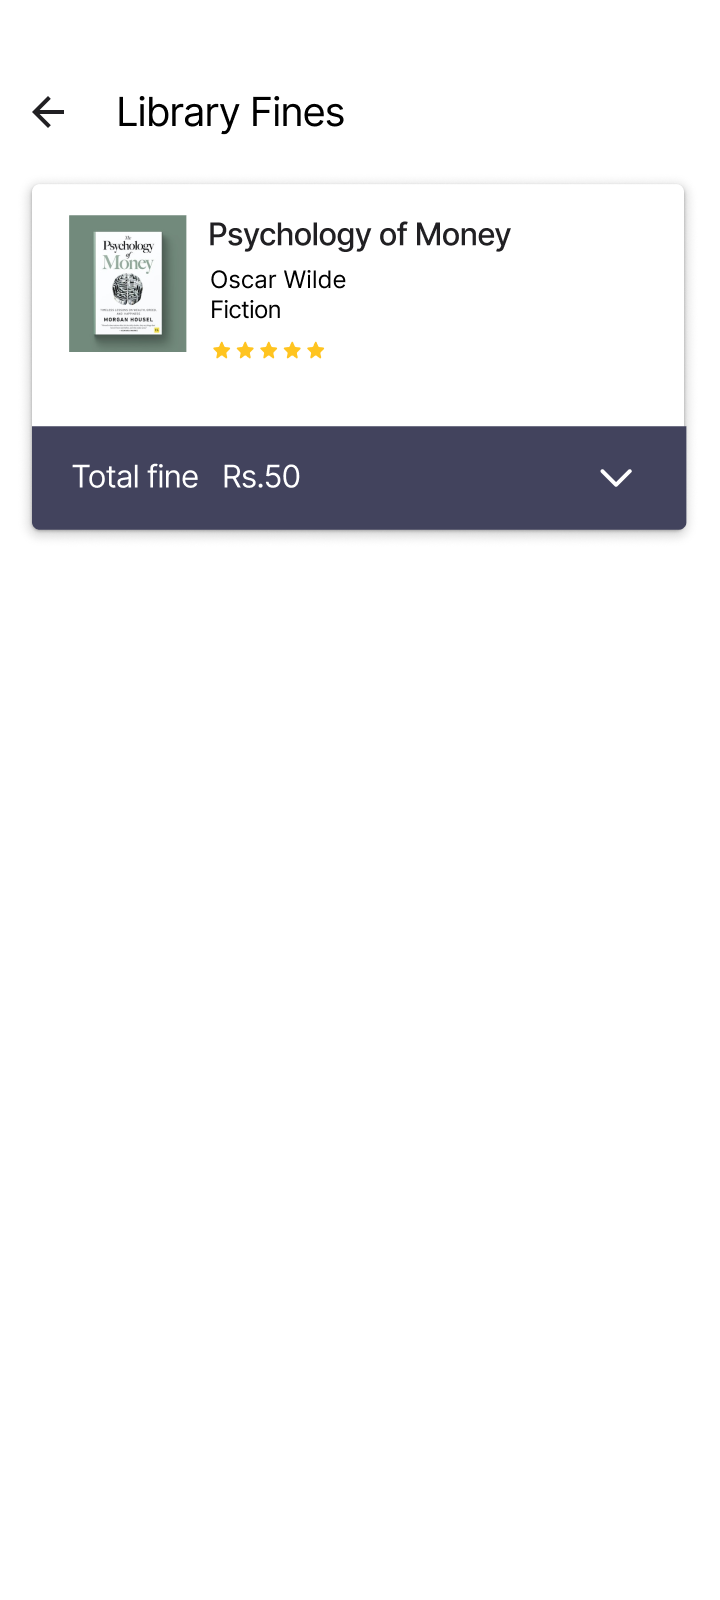 Library Fines
The
Psychology
of
Money
MORGAN HOUSEL
Psychology of Money
Oscar Wilde
Fiction
Total fine Rs.50